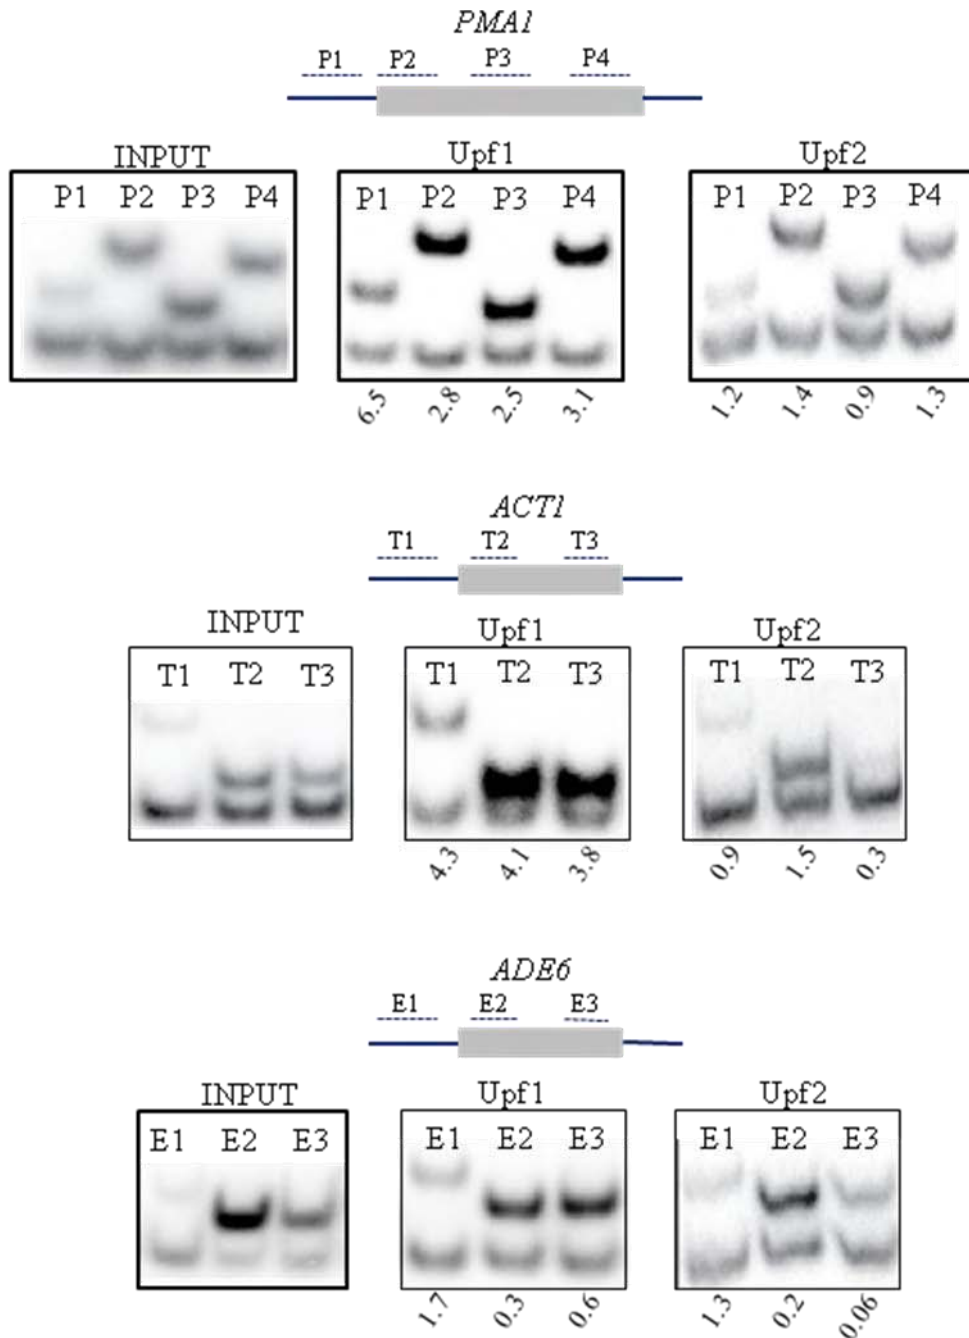 PMA1
P1 P2 P3 P4
INPUT Upf1 Upf2
P1 P2 P3 P4 P1 P2 P3 P4 P1 P2 P3 P4
6.5 2.8 2.5 3.1 1.2 1.4 0.9 1.3
ACT1
T1 T2 T3
INPUT Upf1 Upf2
T1 T2 T3 T1 T2 T3 T1 T2 T3
4.3 4.1 3.8 0.9 1.5 0.3
ADE6
E1 E2 E3
INPUT Upf1 Upf2
E1 E2 E3 E1 E2 E3 E1 E2 E3
1.7 0.3 0.6 1.3 0.2 0.06